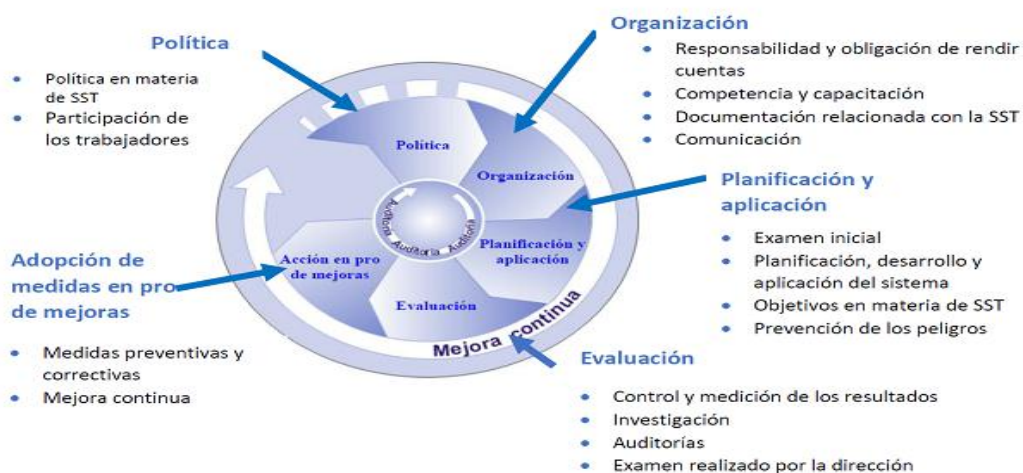 Política
• Política en materia
de SST
• Participación de
los trabajadores
Organización
• Responsabilidad y obligación de rendir
cuentas
• Competencia y capacitación
• Documentación relacionada con la SST
• Comunicación
Planificación y
aplicación
• Examen inicial
• Planificación, desarrollo y
aplicación del sistema
• Objetivos en materia de SST
• Prevención de los peligros
Evaluación
• Control y medición de los resultados
• Investigación
• Auditorías
• Examen realizado por la dirección
Adopción de
medidas en pro
de mejoras
• Medidas preventivas y
correctivas
• Mejora continua
Política
Organización
Planificación y
aplicación
Evaluación
Acción en pro
de mejoras
Auditoría Auditoría Auditoría
Mejora continua